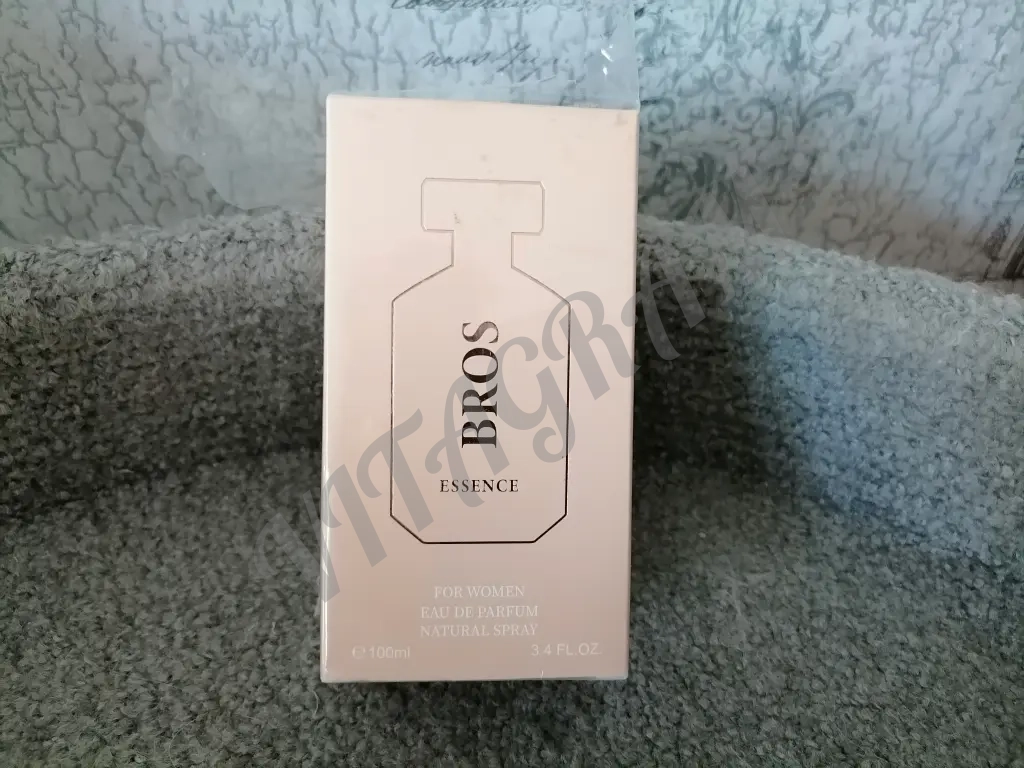 BROS
ESSENCE
FOR WOMEN
EAU DE PARFUM
NATURAL SPRAY
℮ 100ml
3.4 FL.OZ.